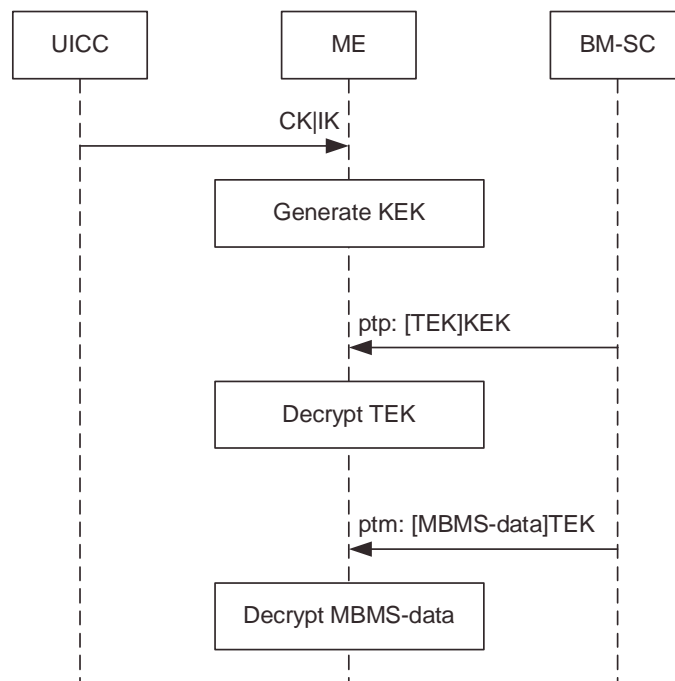 UICC
ME
BM-SC
CK|IK
Generate KEK
ptp: [TEK]KEK
Decrypt TEK
ptm: [MBMS-data]TEK
Decrypt MBMS-data